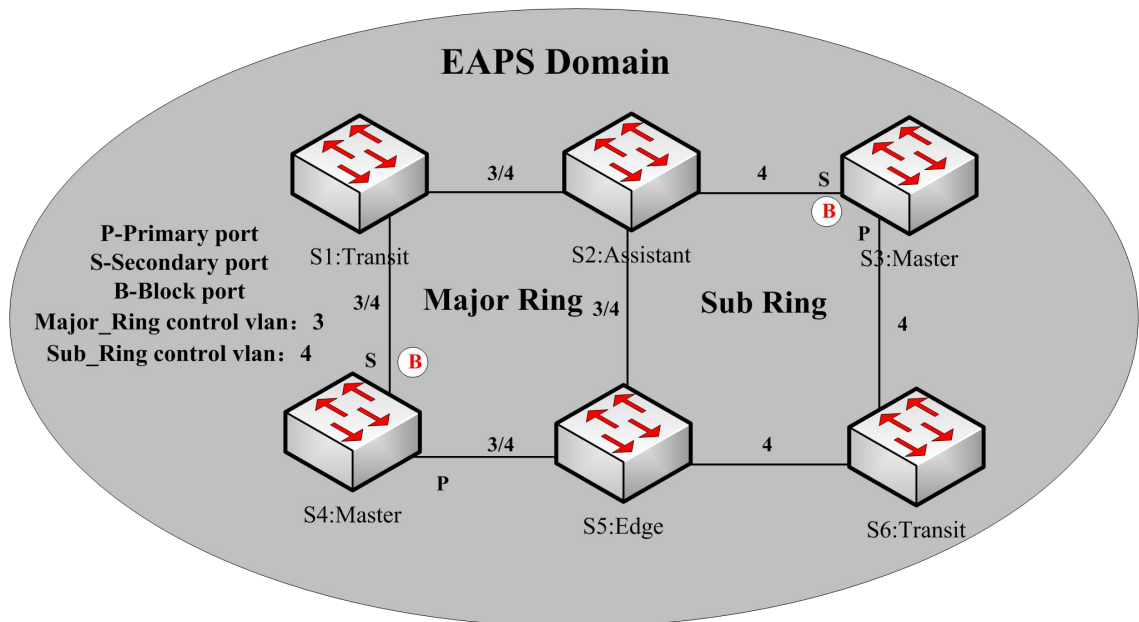 EAPS Domain
3/4
4
S
B
P
S1:Transit
S2:Assistant
S3:Master
P-Primary port
S-Secondary port
B-Block port
Major_Ring control vlan：3
Sub_Ring control vlan：4
3/4
Major Ring
3/4
Sub Ring
4
S
B
3/4
P
4
S4:Master
S5:Edge
S6:Transit